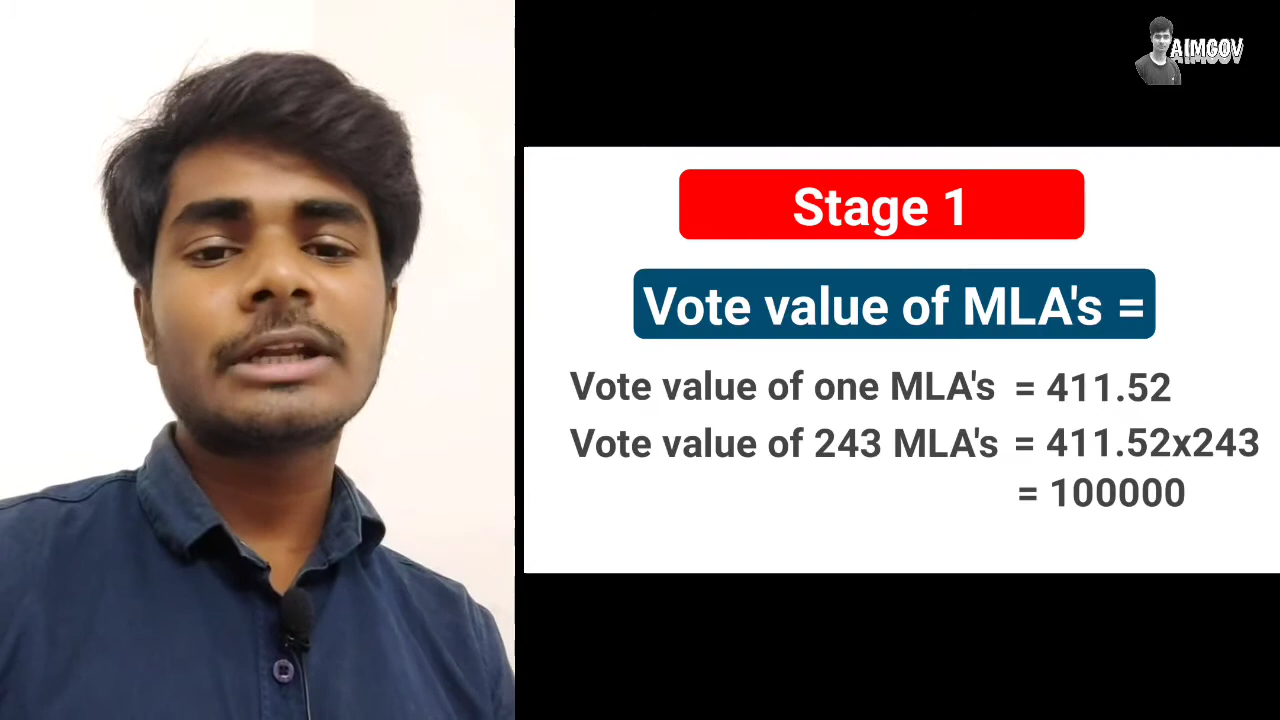 AIMGOV
Stage 1
Vote value of MLA's =
Vote value of one MLA's = 411.52
Vote value of 243 MLA's = 411.52x243
= 100000